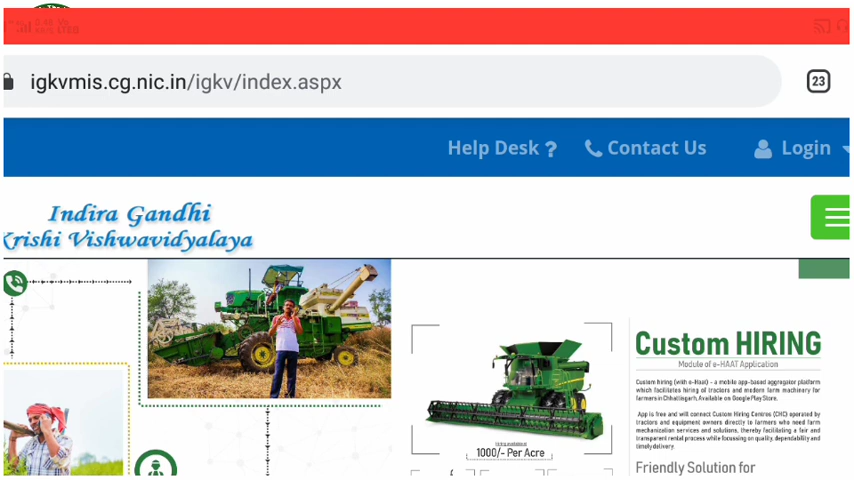 igkvmis.cg.nic.in/igkv/index.aspx
23
Help Desk ?
Contact Us
Login
Indira Gandhi
Krishi Vishwavidyalaya
Custom HIRING
Module of e-HAAT Application
Custom hiring (with e-Haat) - a mobile app-based aggregator platform
which facilitates hiring of tractors and modern farm machinery for
farmers in Chhattisgarh. Available on Google Play Store.
App is free and will connect Custom Hiring Centres (CHC) operated by
tractors and equipment owners directly to farmers who need farm
mechanization services and solutions, thereby facilitating a fair and
transparent rental process while focussing on quality, dependability and
timely delivery.
hiring available at
1000/- Per Acre
Friendly Solution for